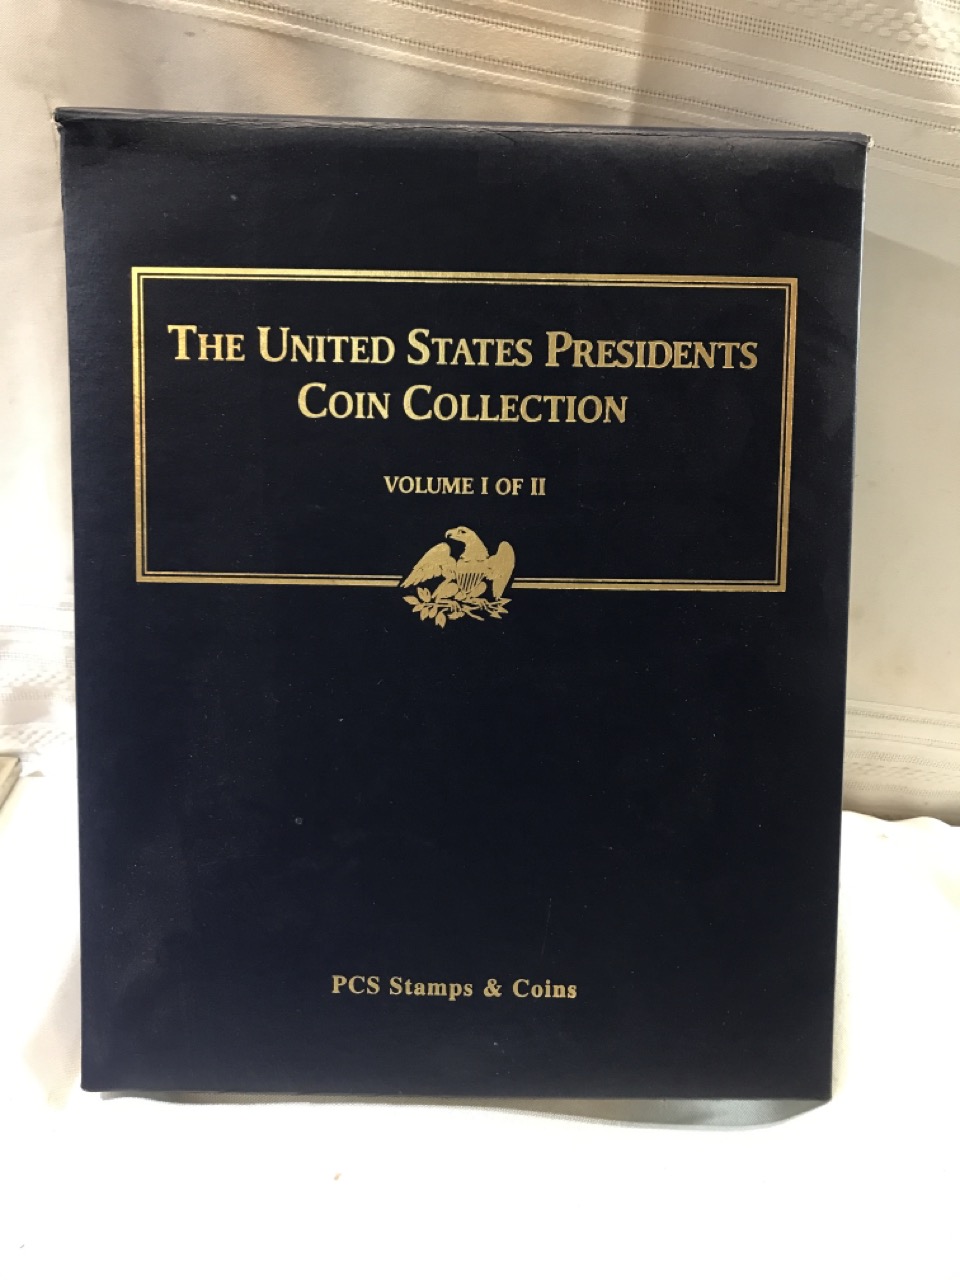 THE UNITED STATES PRESIDENTS
COIN COLLECTION
VOLUME I OF II
PCS Stamps & Coins